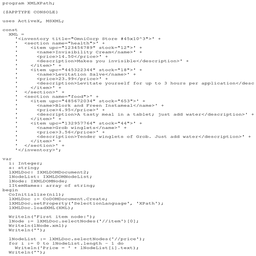 program XMLXPath;
{$APPTYPE CONSOLE}
uses ActiveX, MSXML;
const
XML =
'<inventory title="OmniCorp Store #45x10^3">' +
' <section name="health">' +
' <item upc="123456789" stock="12">' +
' <name>Invisibility Cream</name>' +
' <price>14.50</price>' +
' <description>Makes you invisible</description>' +
' </item>' +
' <item upc="445322344" stock="18">' +
' <name>Levitation Salve</name>' +
' <price>23.99</price>' +
' <description>Levitate yourself for up to 3 hours per application</desc
' </item>' +
' </section>' +
' <section name="food">' +
' <item upc="485672034" stock="653">' +
' <name>Blork and Freen Instameal</name>' +
' <price>4.95</price>' +
' <description>A tasty meal in a tablet; just add water</description>' +
' </item>' +
' <item upc="132957764" stock="44">' +
' <name>Grob winglets</name>' +
' <price>3.56</price>' +
' <description>Tender winglets of Grob. Just add water</description>' +
' </item>' +
' </section>' +
'</inventory>';
var
i: Integer;
s: string;
lXMLDoc: IXMLDOMDocument2;
lNodeList: IXMLDOMNodeList;
lNode: IXMLDOMNode;
lItemNames: array of string;
begin
CoInitialize(nil);
lXMLDoc := CoDOMDocument.Create;
lXMLDoc.setProperty('SelectionLanguage', 'XPath');
lXMLDoc.loadXML(XML);
Writeln('First item node:');
lNode := lXMLDoc.selectNodes('//item')[0];
Writeln(lNode.xml);
Writeln('');
lNodeList := lXMLDoc.selectNodes('//price');
for i := 0 to lNodeList.length - 1 do
Writeln('Price = ' + lNodeList[i].text);
Writeln('');